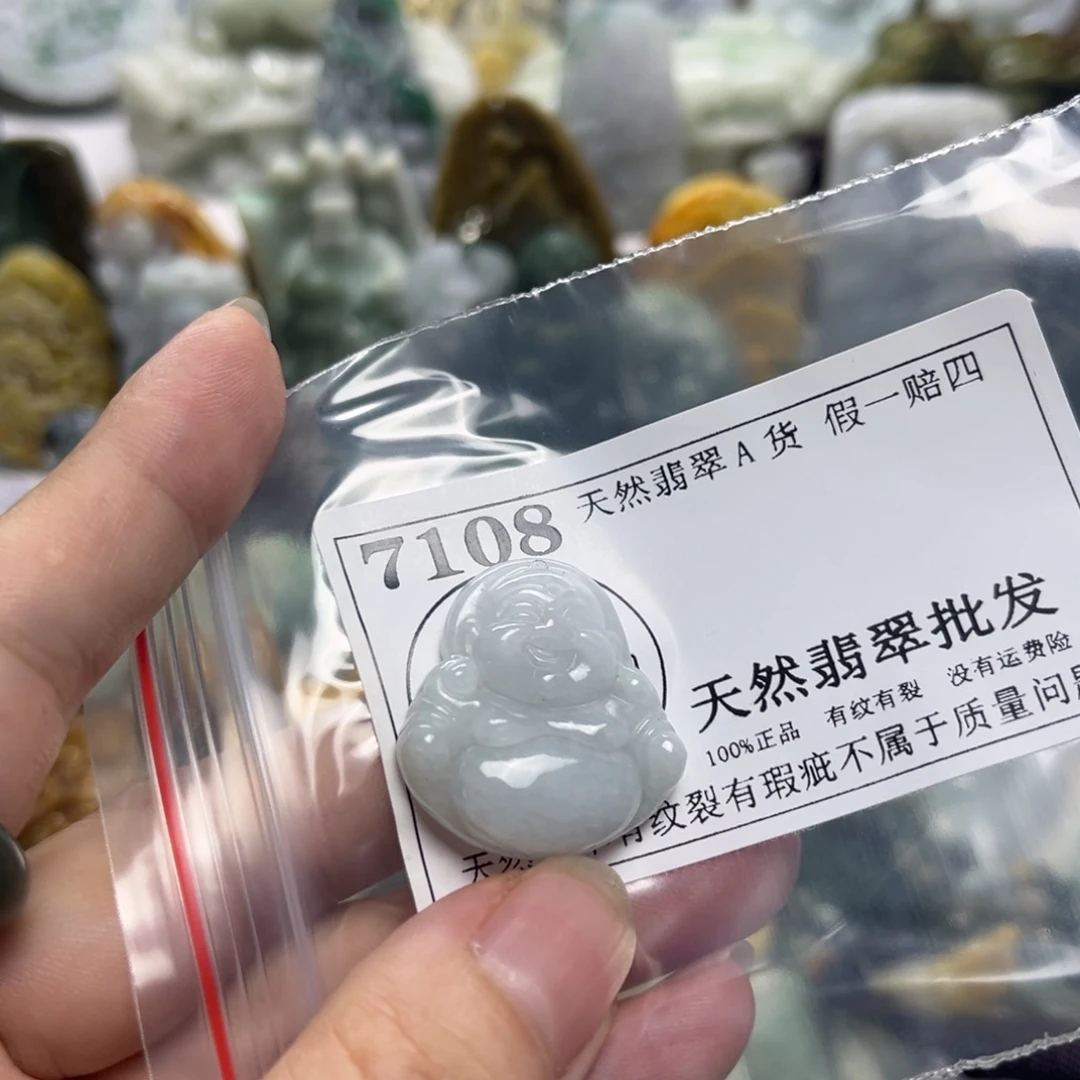 天然翡翠A货 假一赔四
7108
天然翡翠批发
100%正品 有纹有裂 没有运费险
天然 有纹裂有瑕疵不属于质量问题